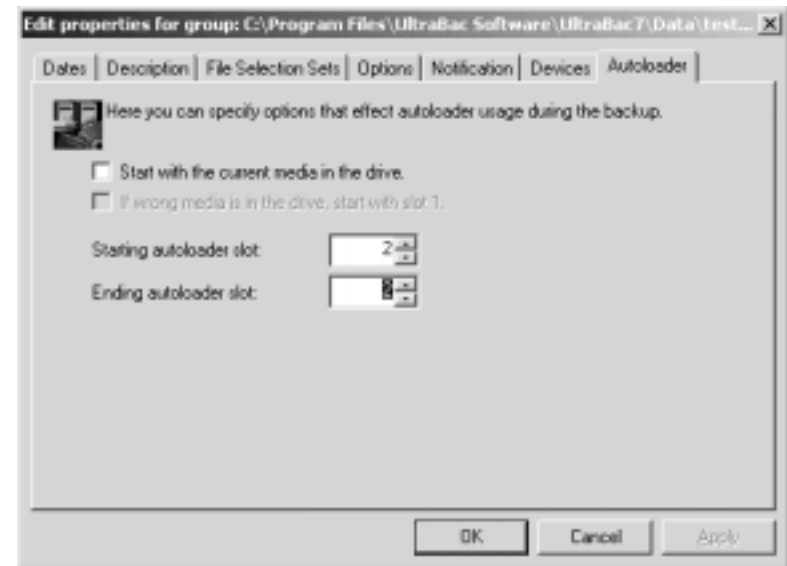 Edit properties for group: C:\Program Files\UltraBac Software\UltraBac7\Data\test... X
Dates Description File Selection Sets Options Notification Devices Autoloader
Here you can specify options that effect autoloader usage during the backup.
Start with the current media in the drive.
If wrong media is in the drive, start with slot 1.
Starting autoloader slot: 2
Ending autoloader slot: 2
OK Cancel Apply